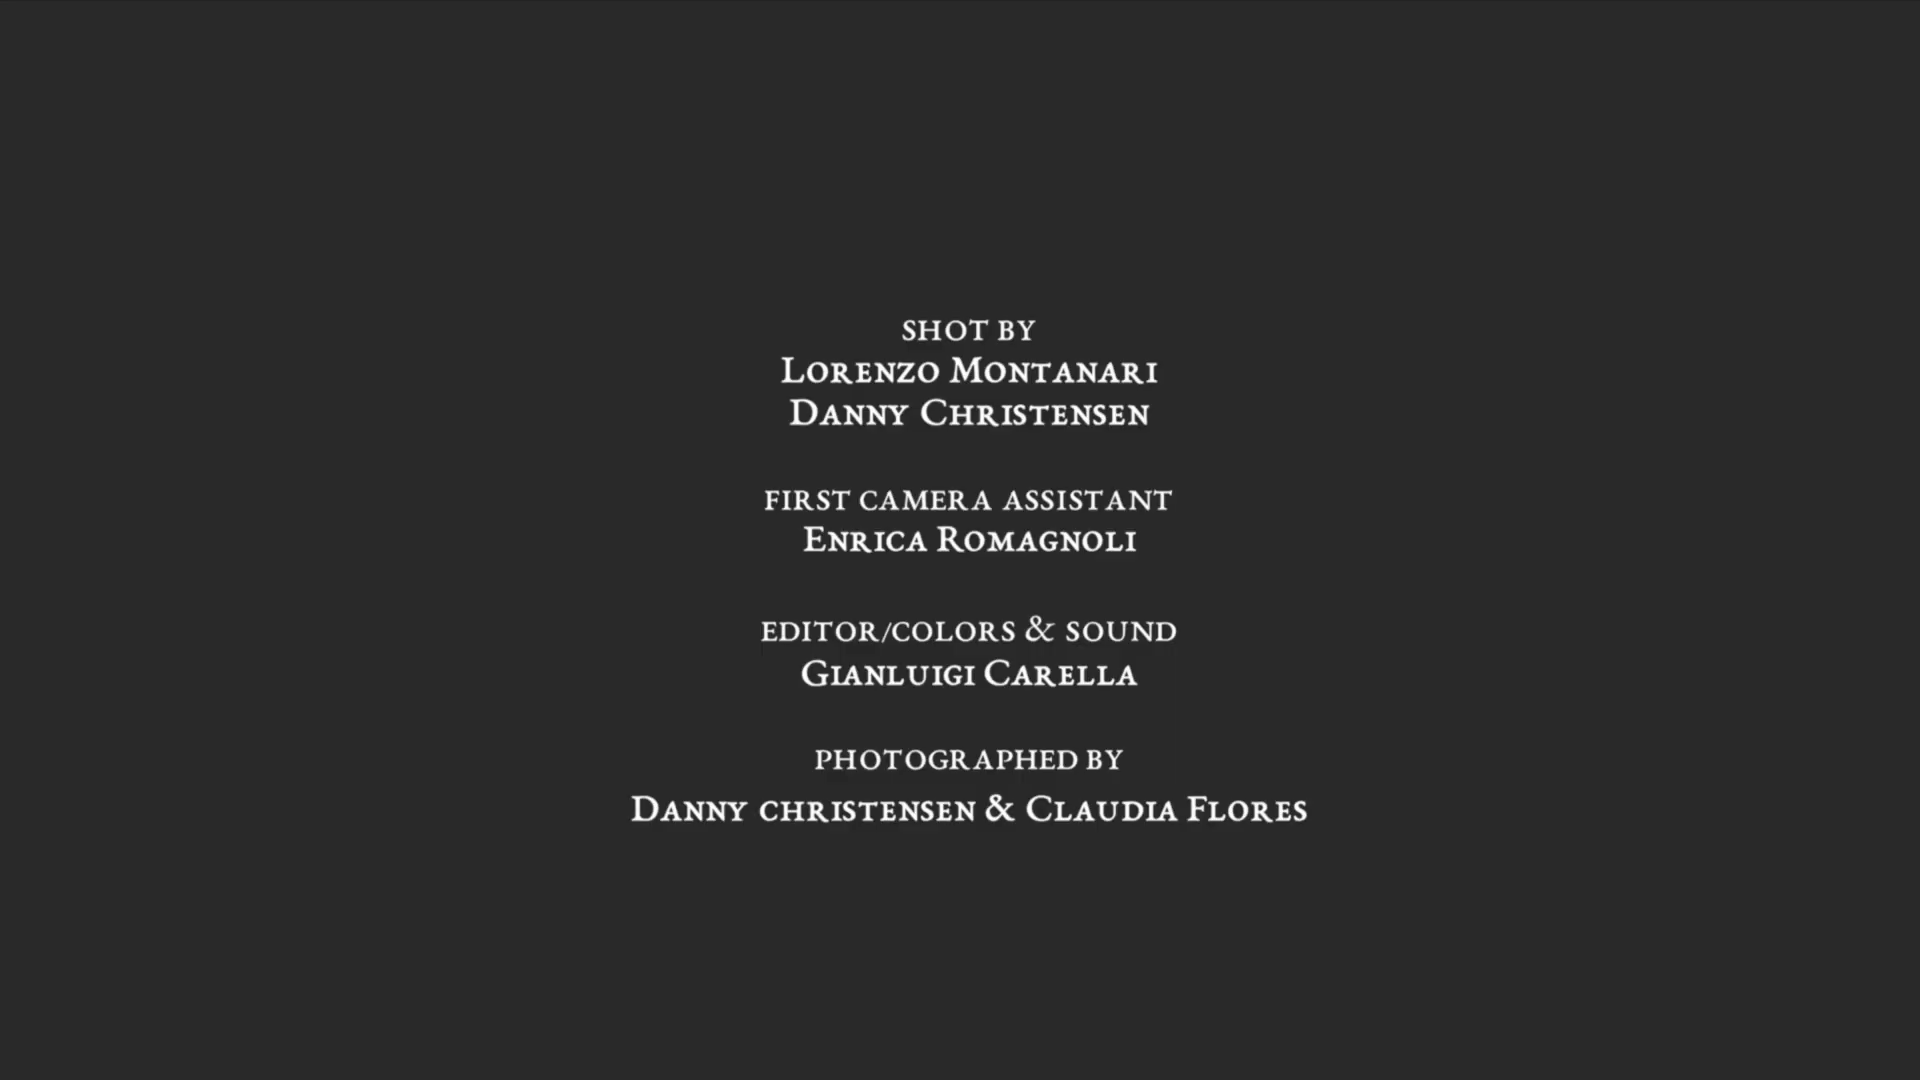 SHOT BY
LORENZO MONTANARI
DANNY CHRISTENSEN
FIRST CAMERA ASSISTANT
ENRICA ROMAGNOLI
EDITOR/COLORS & SOUND
GIANLUIGI CARELLA
PHOTOGRAPHED BY
DANNY CHRISTENSEN & CLAUDIA FLORES